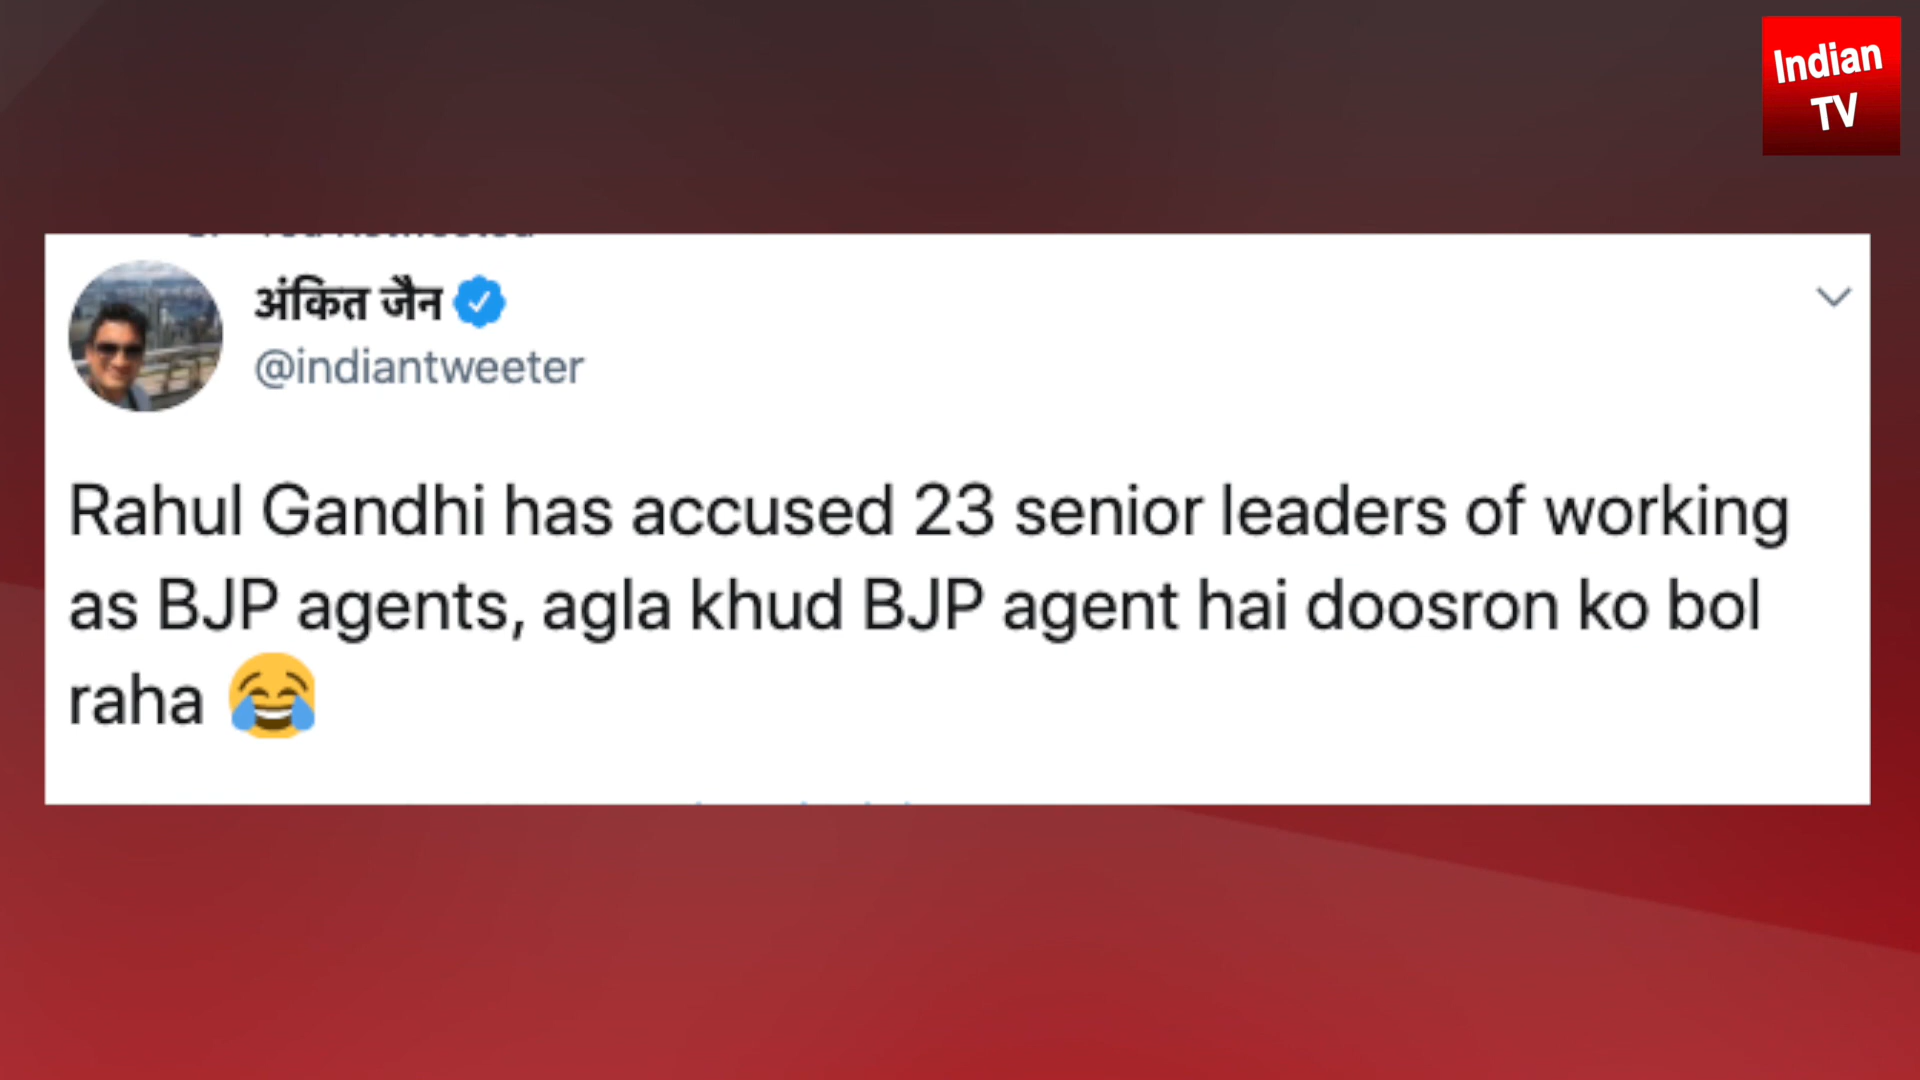 Indian
TV
अंकित जैन
@indiantweeter
Rahul Gandhi has accused 23 senior leaders of working
as BJP agents, agla khud BJP agent hai doosron ko bol
raha 😂